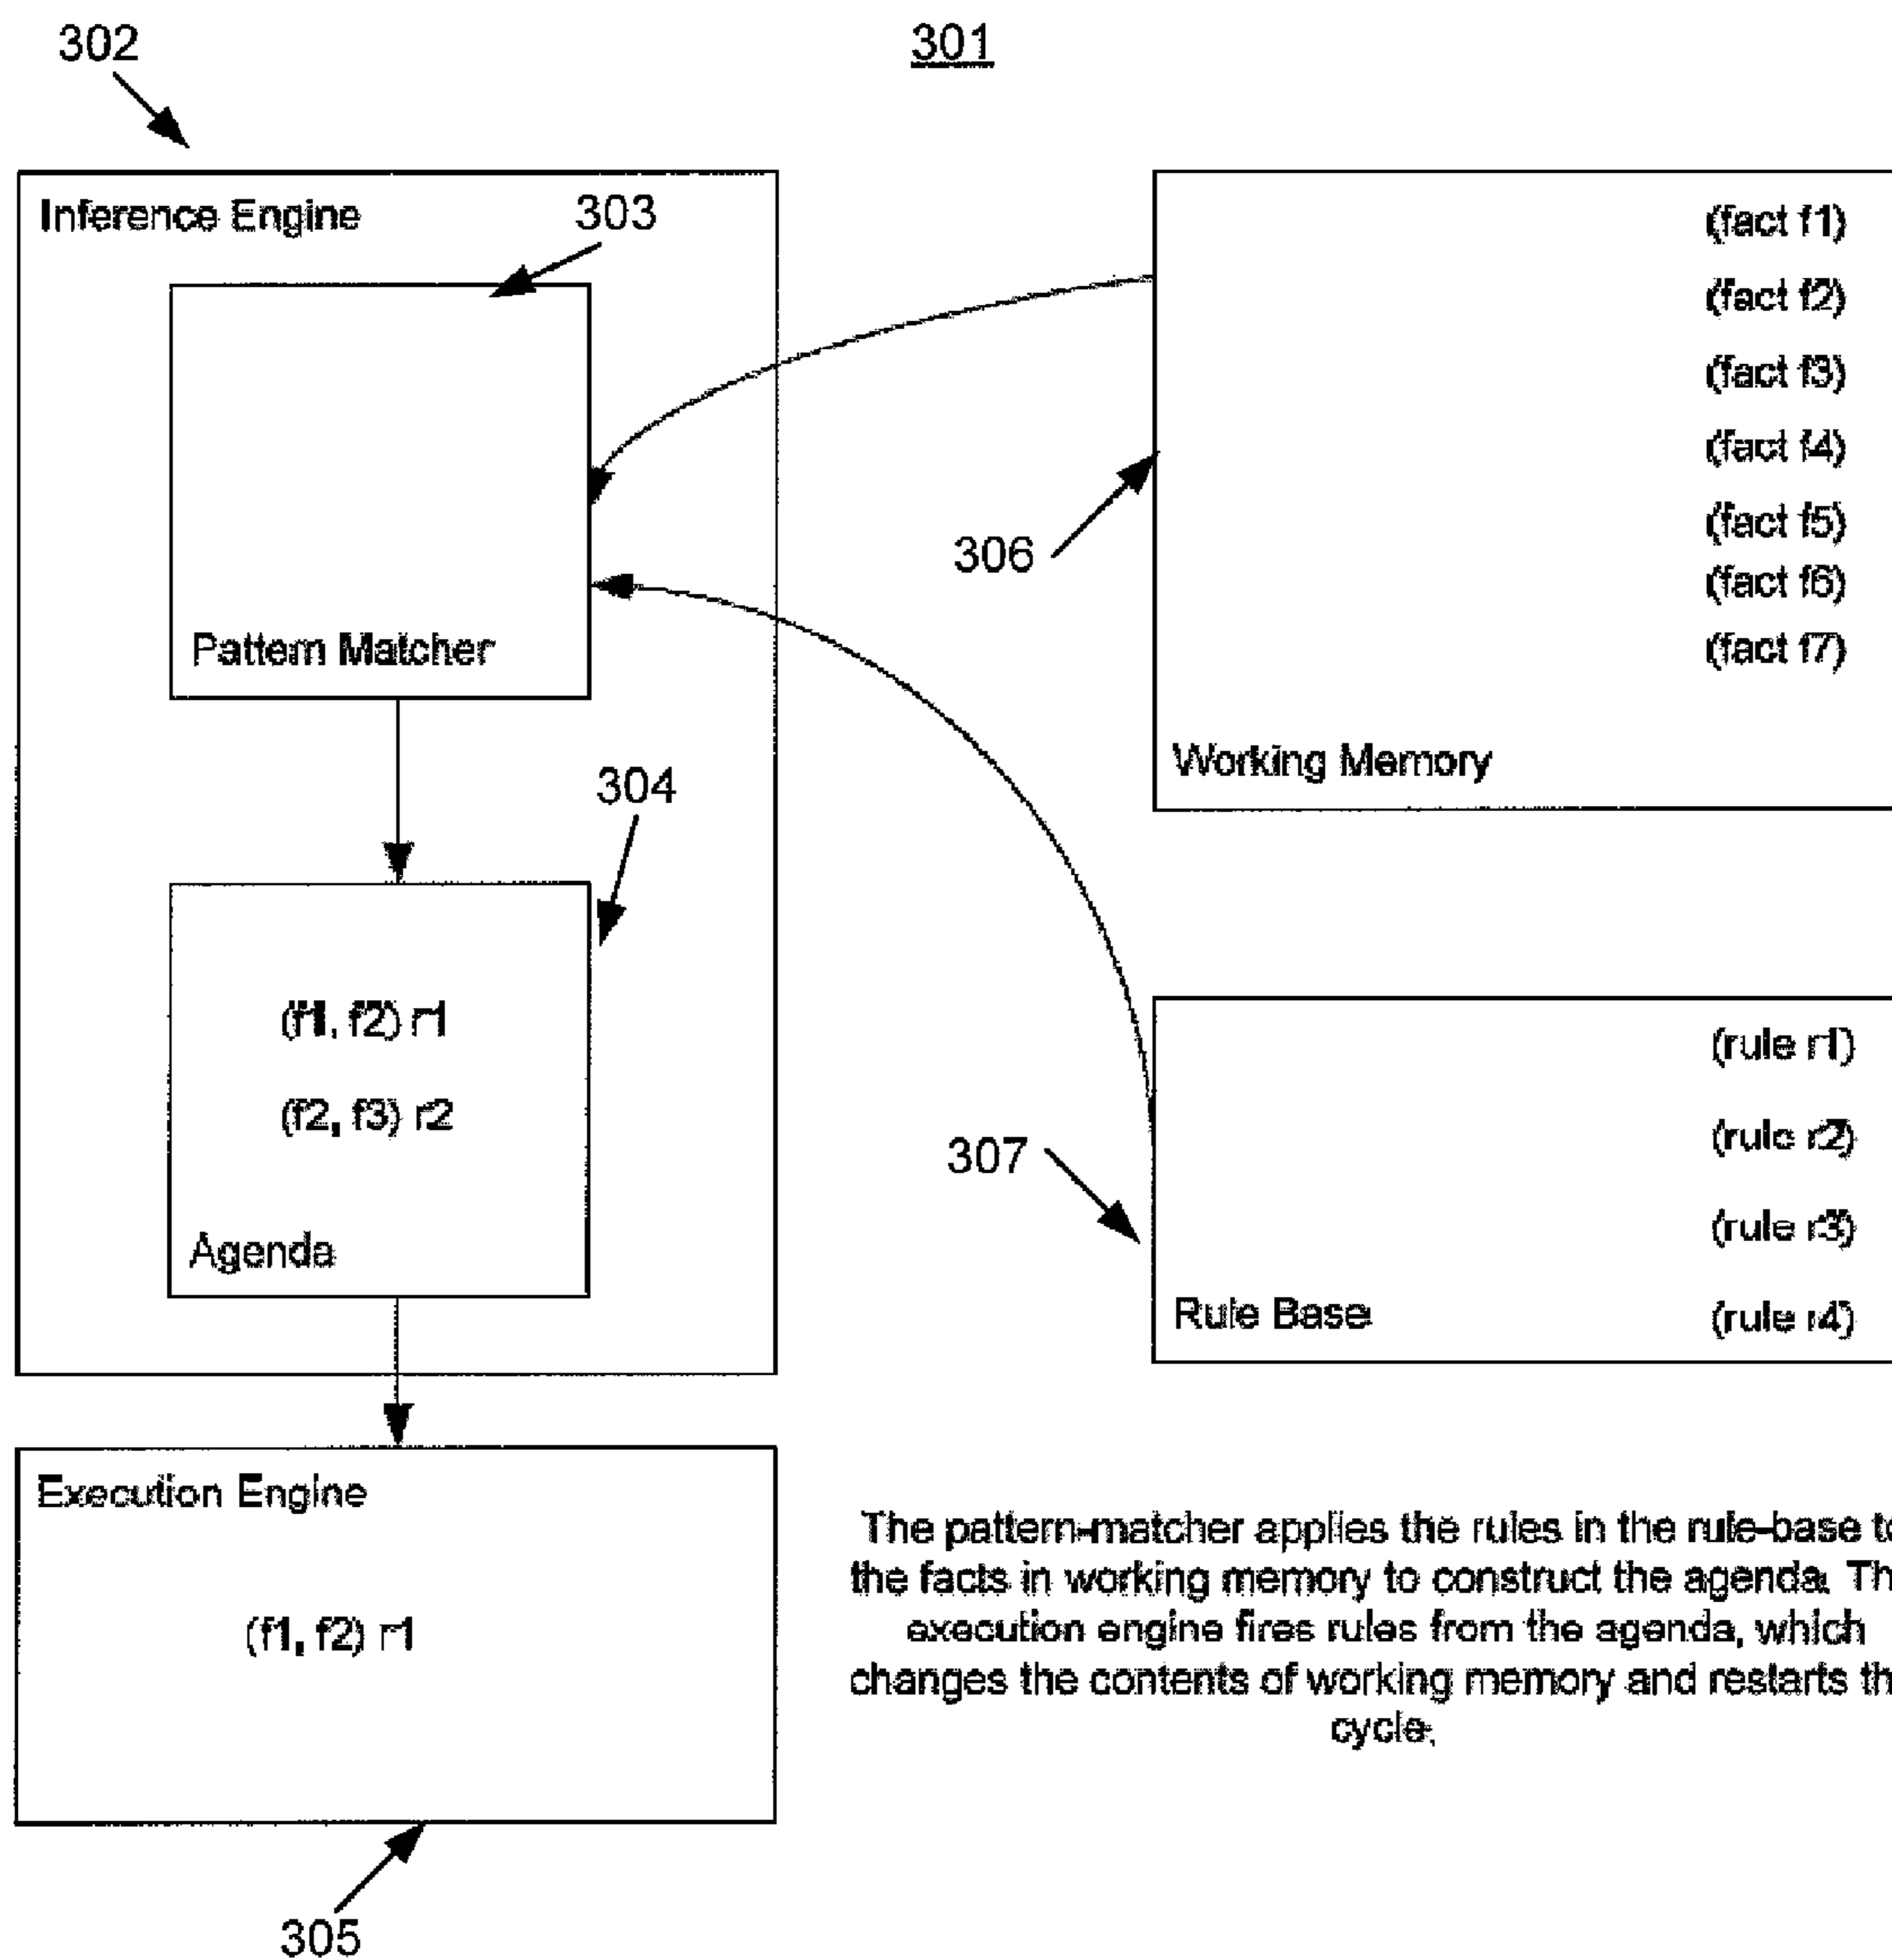 302
301
Inference Engine
303
Pattern Matcher
304
(f1, f2) r1
(f2, f3) r2
Agenda
(fact f1)
(fact f2)
(fact f3)
(fact f4)
(fact f5)
(fact f6)
(fact f7)
306
Working Memory
(rule r1)
(rule r2)
307
(rule r3)
Rule Base
(rule r4)
Execution Engine
(f1, f2) r1
305
The pattern-matcher applies the rules in the rule-base
the facts in working memory to construct the agenda.
execution engine fires rules from the agenda, which
changes the contents of working memory and restarts
cycle.